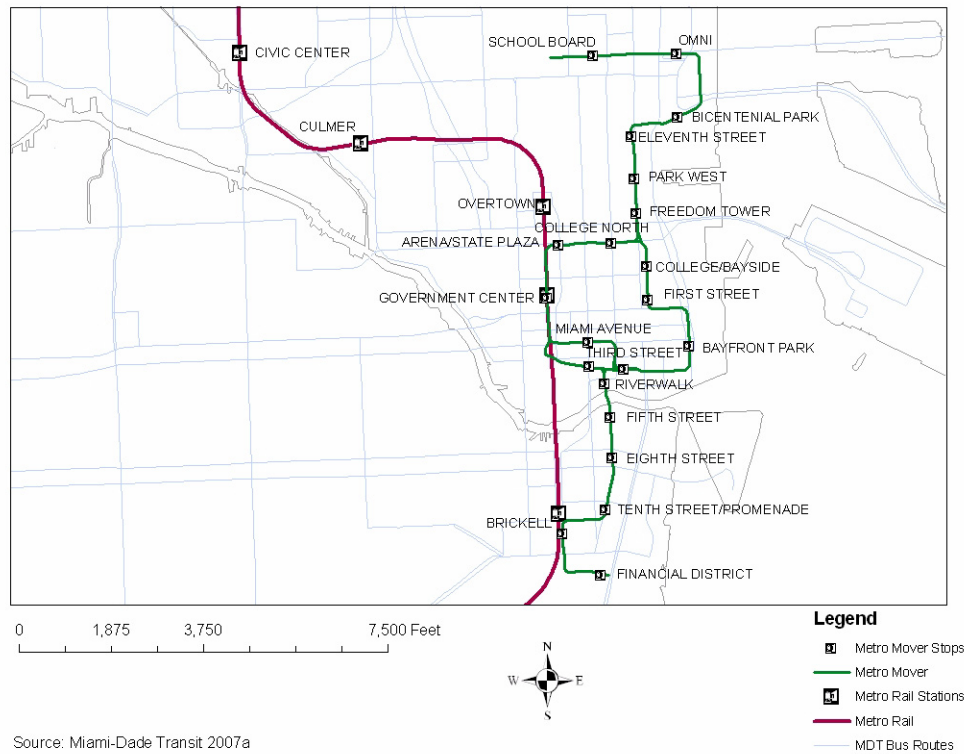 SCHOOL BOARD
OMNI
CIVIC CENTER
BICENTENIAL PARK
CULMER
ELEVENTH STREET
PARK WEST
OVERTOWN
FREEDOM TOWER
COLLEGE NORTH
ARENA/STATE PLAZA
COLLEGE/BAYSIDE
GOVERNMENT CENTER
FIRST STREET
MIAMI AVENUE
BAYFRONT PARK
THIRD STREET
RIVERWALK
FIFTH STREET
EIGHTH STREET
TENTH STREET/PROMENADE
BRICKELL
FINANCIAL DISTRICT
0 1,875 3,750 7,500 Feet
N
W E
S
Legend
Metro Mover Stops
Metro Mover
Metro Rail Stations
Metro Rail
MDT Bus Routes
Source: Miami-Dade Transit 2007a